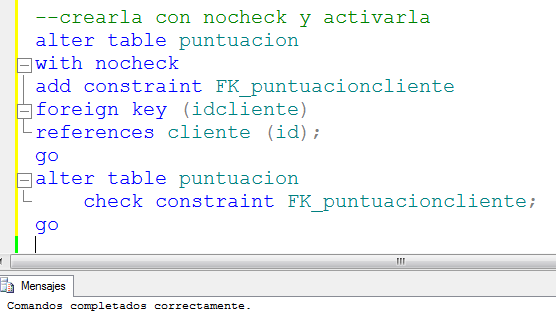 --crearla con nocheck y activarla
alter table puntuacion
with nocheck
add constraint FK_puntuacioncliente
foreign key (idcliente)
references cliente (id);
go
alter table puntuacion
check constraint FK_puntuacioncliente;
go
Mensajes
Comandos completados correctamente.